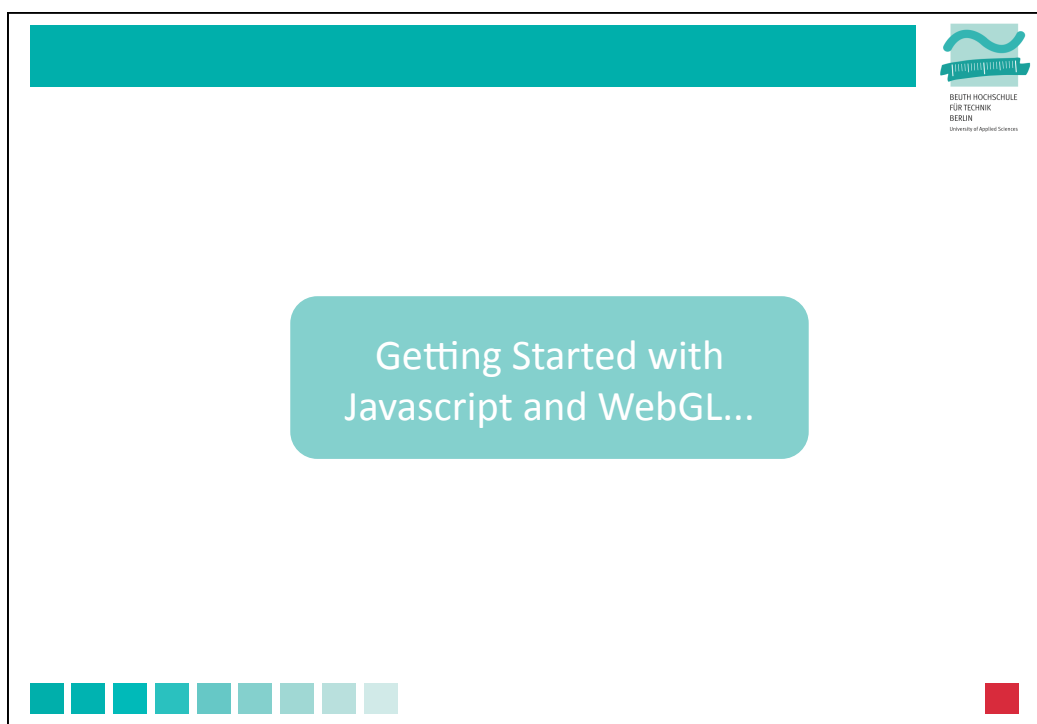 BEUTH HOCHSCHULE
FÜR TECHNIK
BERLIN
University of Applied Sciences
Getting Started with
Javascript and WebGL...